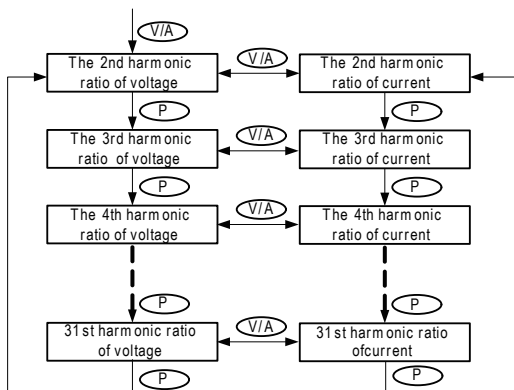 V/A
The 2nd harmonic
ratio of voltage
V/A
The 2nd harmonic
ratio of current
P
P
The 3rd harmonic
ratio of voltage
V/A
The 3rd harmonic
ratio of current
P
P
The 4th harmonic
ratio of voltage
V/A
The 4th harmonic
ratio of current
P
P
31st harmonic ratio
of voltage
V/A
31st harmonic ratio
ofcurrent
P
P